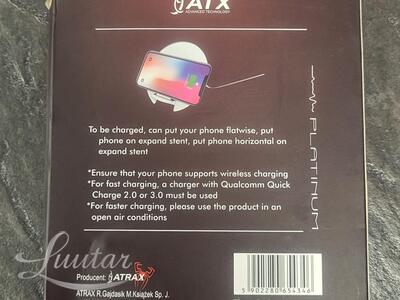 ATX
ADVANCED TECHNOLOGY
PLATINUM
To be charged, can put your phone flatwise, put
phone on expand stent, put phone horizontal on
expand stent
*Ensure that your phone supports wireless charging
*For fast charging, a charger with Qualcomm Quick
Charge 2.0 or 3.0 must be used
*For faster charging, please use the product in an
open air conditions
Luutar
Producent: ATRAX
ATRAX R.Gajdasik M.Książek Sp. J.
5902280654346